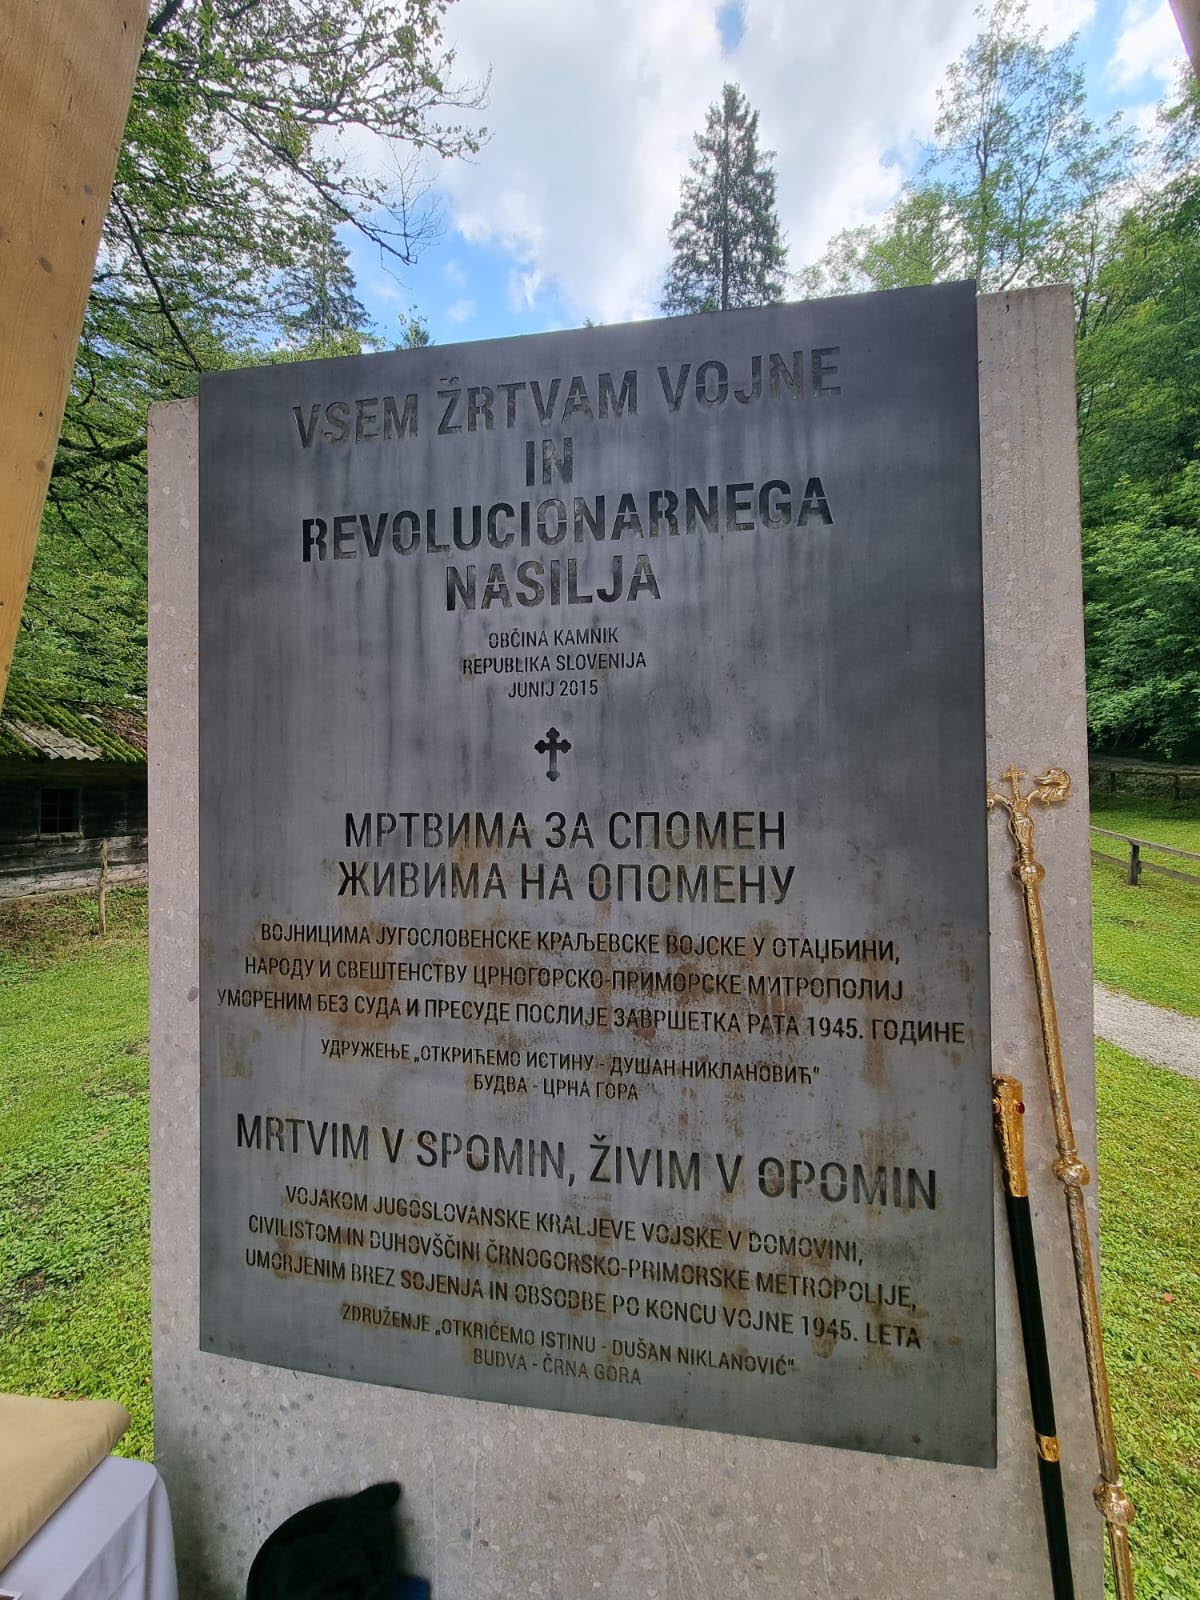 VSEM ŽRTVAM VOJNE
IN
REVOLUCIONARNEGA
NASILJA
OBČINA KAMNIK
REPUBLIKA SLOVENIJA
JUNIJ 2015
МРТВИМА ЗА СПОМЕН
ЖИВИМА НА ОПОМЕНУ
ВОЈНИЦИМА ЈУГОСЛОВЕНСКЕ КРАЉЕВСКЕ ВОЈСКЕ У ОТАЏБИНИ,
НАРОДУ И СВЕШТЕНСТВУ ЦРНОГОРСКО-ПРИМОРСКЕ МИТРОПОЛИЈ
УМОРЕНИМ БЕЗ СУДА И ПРЕСУДЕ ПОСЛИЈЕ ЗАВРШЕТКА РАТА 1945. ГОДИНЕ
УДРУЖЕЊЕ „ОТКРИЋЕМО ИСТИНУ - ДУШАН НИКЛАНОВИЋ“
БУДВА - ЦРНА ГОРА
MRTVIM V SPOMIN, ŽIVIM V OPOMIN
VOJAKOM JUGOSLOVANSKE KRALJEVE VOJSKE V DOMOVINI,
CIVILISTOM IN DUHOVŠČINI ČRNOGORSKO-PRIMORSKE METROPOLIJE,
UMORJENIM BREZ SOJENJA IN OBSODBE PO KONCU VOJNE 1945. LETA
ZDRUŽENJE „OTKRIĆEMO ISTINU - DUŠAN NIKLANOVIĆ“
BUDVA - ČRNA GORA